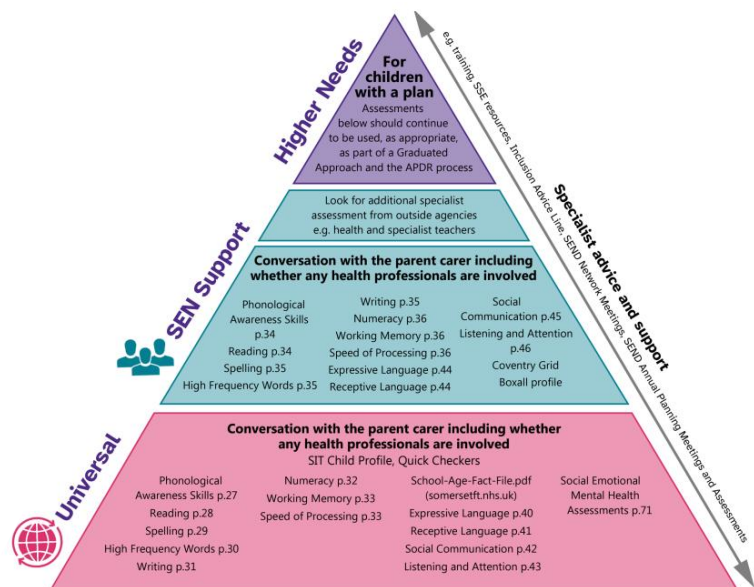 Higher Needs
For
children
with a plan
Assessments
below should continue
to be used, as appropriate,
as part of a Graduated
Approach and the APDR process
SEN Support
Look for additional specialist
assessment from outside agencies
e.g. health and specialist teachers
Conversation with the parent carer including
whether any health professionals are involved
Phonological
Awareness Skills
p.34
Reading p.34
Spelling p.35
High Frequency Words p.35
Writing p.35
Numeracy p.36
Working Memory p.36
Speed of Processing p.36
Expressive Language p.44
Receptive Language p.44
Social
Communication p.45
Listening and Attention
p.46
Coventry Grid
Boxall profile
Universal
Conversation with the parent carer including whether
any health professionals are involved
SIT Child Profile, Quick Checkers
Phonological
Awareness Skills p.27
Reading p.28
Spelling p.29
High Frequency Words p.30
Writing p.31
Numeracy p.32
Working Memory p.33
Speed of Processing p.33
School-Age-Fact-File.pdf
(somersetft.nhs.uk)
Expressive Language p.40
Receptive Language p.41
Social Communication p.42
Listening and Attention p.43
Social Emotional
Mental Health
Assessments p.71
Specialist advice and support
e.g. training, SSE resources, Inclusion Advice Line, SEND Network Meetings, SEND Annual Planning Meetings and Assessments